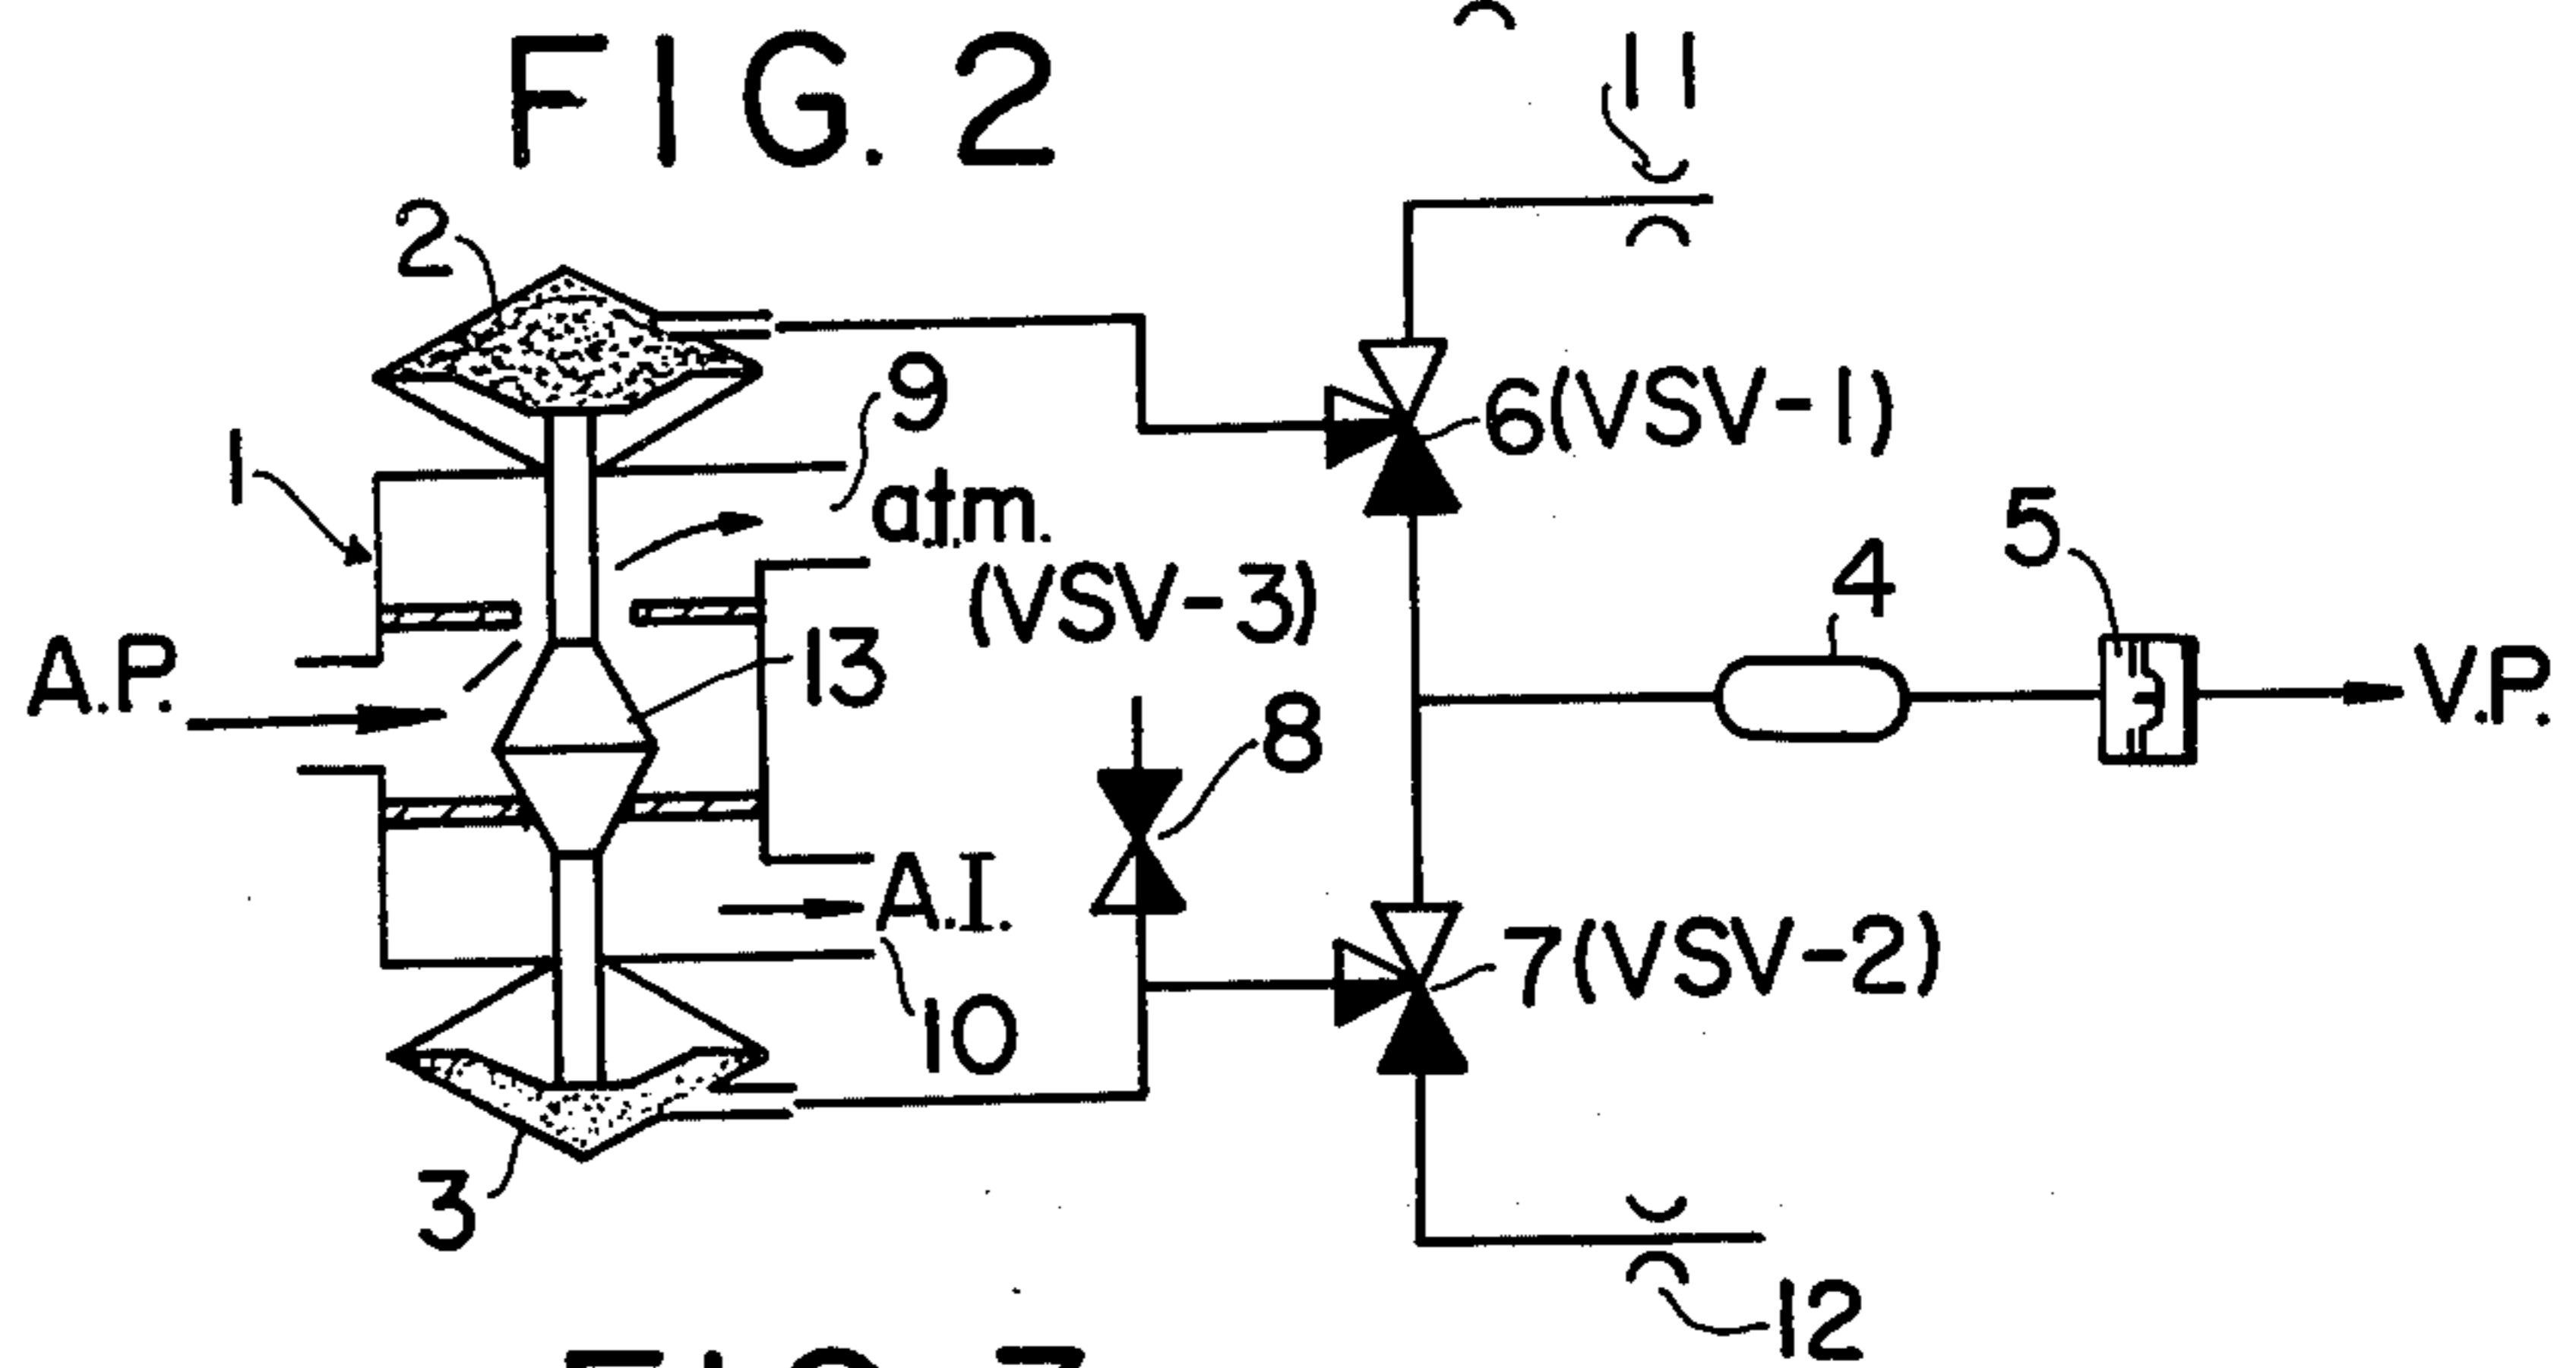 FIG. 2
11
2
9
6(VSV-1)
1
atm.
5
4
(VSV-3)
A.P.
13
V.P.
8
A.I.
7(VSV-2)
10
3
12